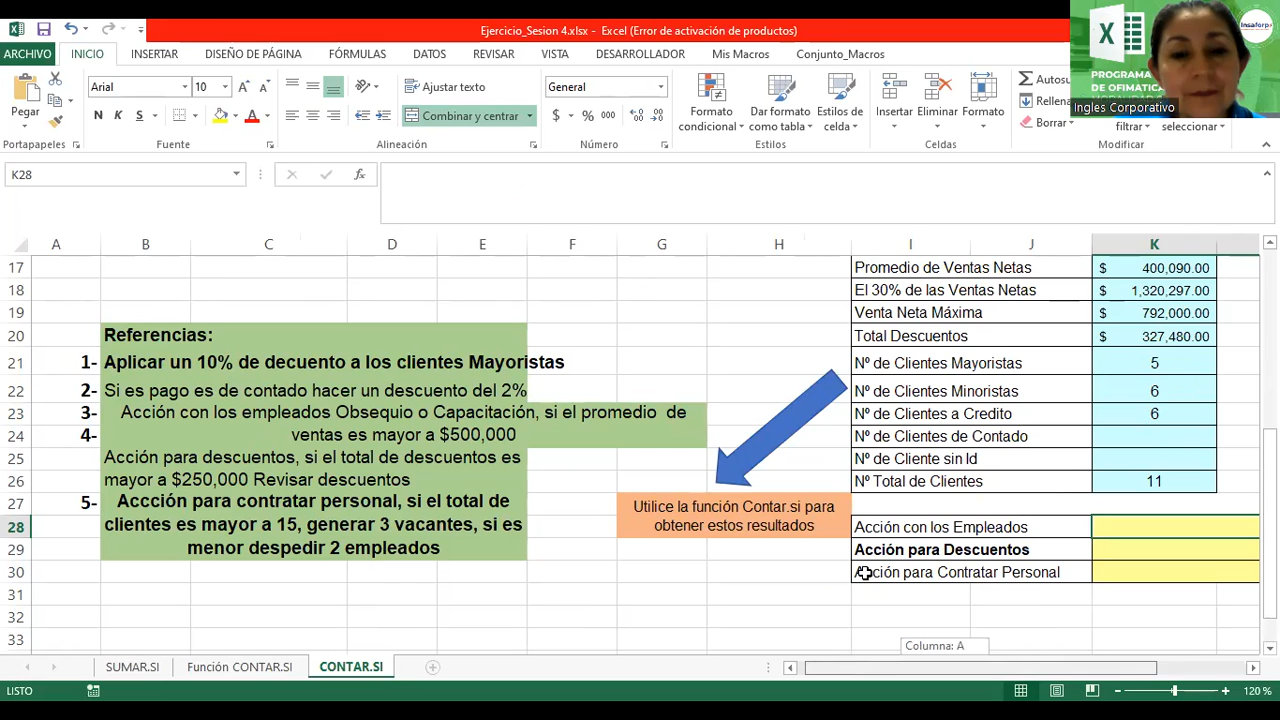 Ejercicio_Sesion 4.xlsx - Excel (Error de activación de productos)
ARCHIVO
INICIO
INSERTAR
DISEÑO DE PÁGINA
FÓRMULAS
DATOS
REVISAR
VISTA
DESARROLLADOR
Mis Macros
Conjunto_Macros
PROGRAMA
DE OFIMATICA
Insaforp
Ingles Corporativo
Pegar
Arial
10
N K S
Ajustar texto
Combinar y centrar
General
$ % 000
Formato condicional
Dar formato como tabla
Estilos de celda
Insertar
Eliminar
Formato
Autosu
Rellena
Borrar
filtrar
seleccionar
Portapapeles
Fuente
Alineación
Número
Estilos
Celdas
Modificar
K28
fx
A B C D E F G H I J K
17 Promedio de Ventas Netas $ 400,090.00
18 El 30% de las Ventas Netas $ 1,320,297.00
19 Venta Neta Máxima $ 792,000.00
20 Referencias: Total Descuentos $ 327,480.00
21 1- Aplicar un 10% de decuento a los clientes Mayoristas Nº de Clientes Mayoristas 5
22 2- Si es pago es de contado hacer un descuento del 2% Nº de Clientes Minoristas 6
23 3- Acción con los empleados Obsequio o Capacitación, si el promedio de Nº de Clientes a Credito 6
24 4- ventas es mayor a $500,000 Nº de Clientes de Contado
25 Acción para descuentos, si el total de descuentos es Nº de Cliente sin Id
26 mayor a $250,000 Revisar descuentos Nº Total de Clientes 11
27 5- Accción para contratar personal, si el total de Utilice la función Contar.si para
28 clientes es mayor a 15, generar 3 vacantes, si es obtener estos resultados Acción con los Empleados
29 menor despedir 2 empleados Acción para Descuentos
30 Acción para Contratar Personal
31
32
33
Columna: A
SUMAR.SI
Función CONTAR.SI
CONTAR.SI
LISTO
120 %